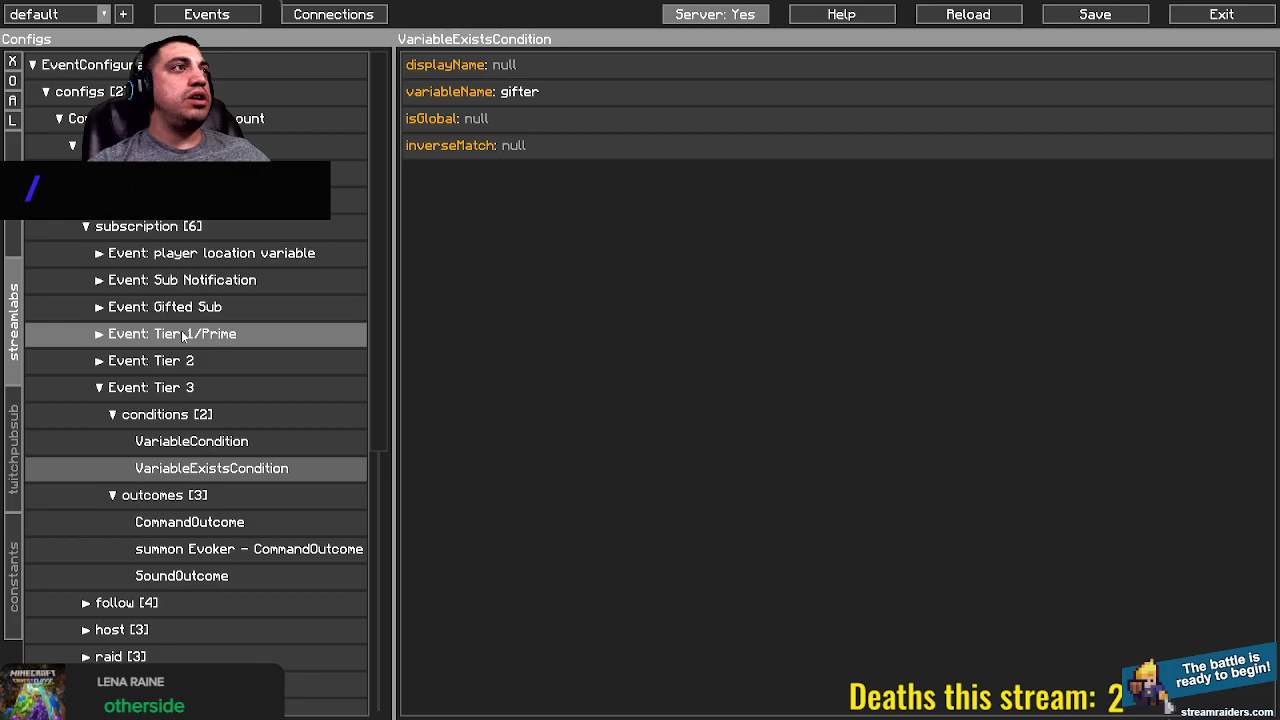 default
+
Events
Connections
Server: Yes
Help
Reload
Save
Exit
Configs
VariableExistsCondition
X
O
A
L
streamlabs
twitchpubsub
constants
configs [2
ount
subscription [6]
Event: player location variable
Event: Sub Notification
Event: Gifted Sub
Event: Tier 1/Prime
Event: Tier 2
Event: Tier 3
conditions [2]
VariableCondition
VariableExistsCondition
outcomes [3]
CommandOutcome
summon Evoker - CommandOutcome
SoundOutcome
follow [4]
host [3]
raid [3]
displayName: null
variableName: gifter
isGlobal: null
inverseMatch: null
/
MINECRAFT
LENA RAINE
otherside
Deaths this stream: 2
The battle is
ready to begin!
streamraiders.com